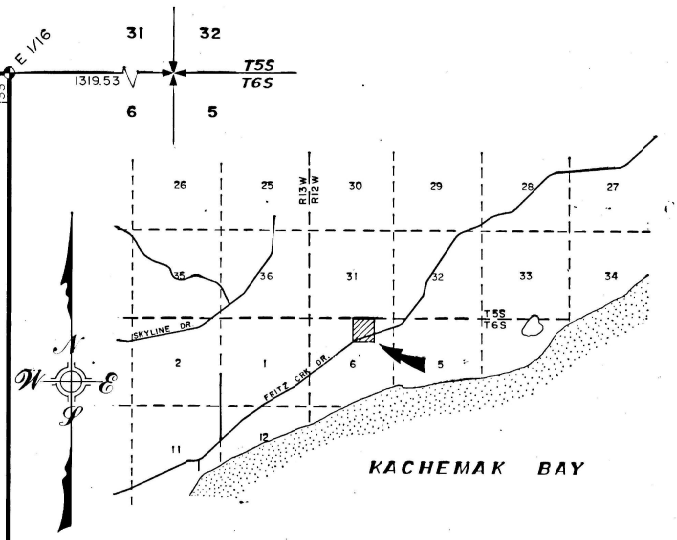 31 32
E 1/16
1319.53
T5S
T6S
6 5
26 25 R13W R12W 30 29 28 27
35 36 31 32 33 34
SKYLINE DR.
T5S
T6S
2 1 6 5
FRITZ CRK DR.
11 12
N
W E
S
KACHEMAK BAY